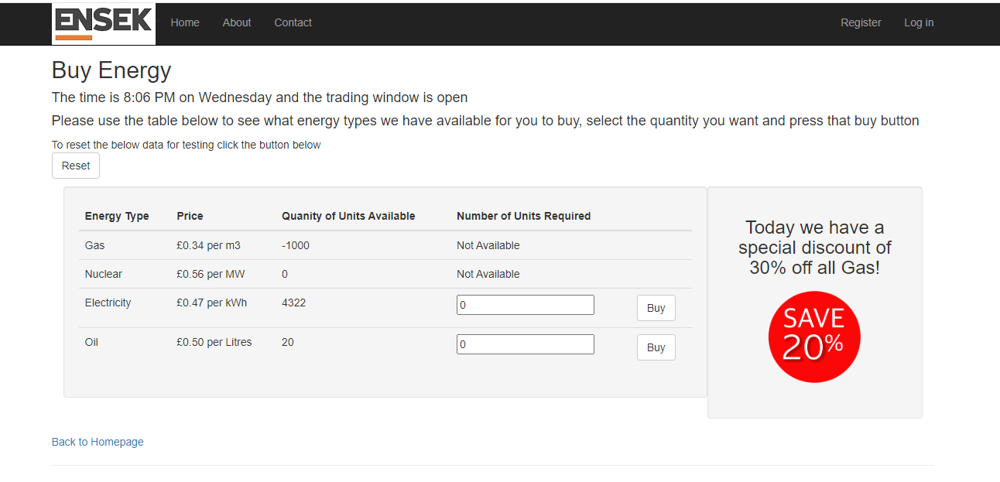 ENSEK Home About Contact Register Log in
Buy Energy
The time is 8:06 PM on Wednesday and the trading window is open
Please use the table below to see what energy types we have available for you to buy, select the quantity you want and press that buy button
To reset the below data for testing click the button below
Reset
Energy Type Price Quanity of Units Available Number of Units Required
Gas £0.34 per m3 -1000 Not Available
Nuclear £0.56 per MW 0 Not Available
Electricity £0.47 per kWh 4322 0 Buy
Oil £0.50 per Litres 20 0 Buy
Today we have a
special discount of
30% off all Gas!
SAVE
20%
Back to Homepage